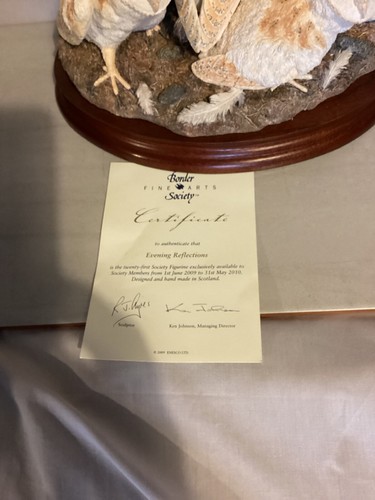 Border
FINE ARTS
Society™
Certificate
to authenticate that
Evening Reflections
is the twenty-first Society Figurine exclusively available to
Society Members from 1st June 2009 to 31st May 2010.
Designed and hand made in Scotland.
Sculptor
Ken Johnson, Managing Director